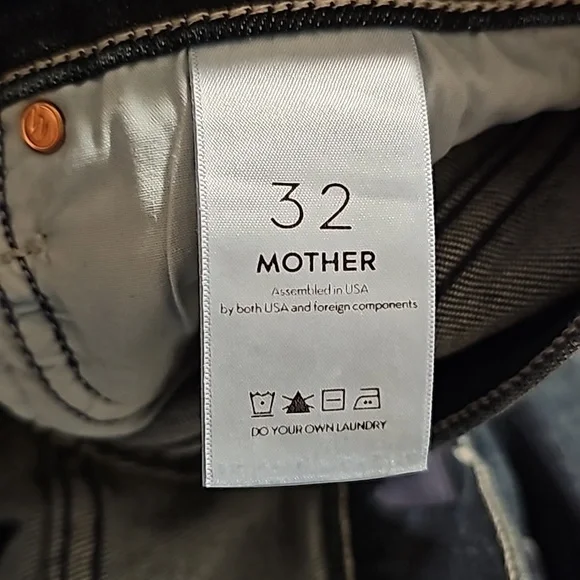 32
MOTHER
Assembled in USA
by both USA and foreign components
DO YOUR OWN LAUNDRY